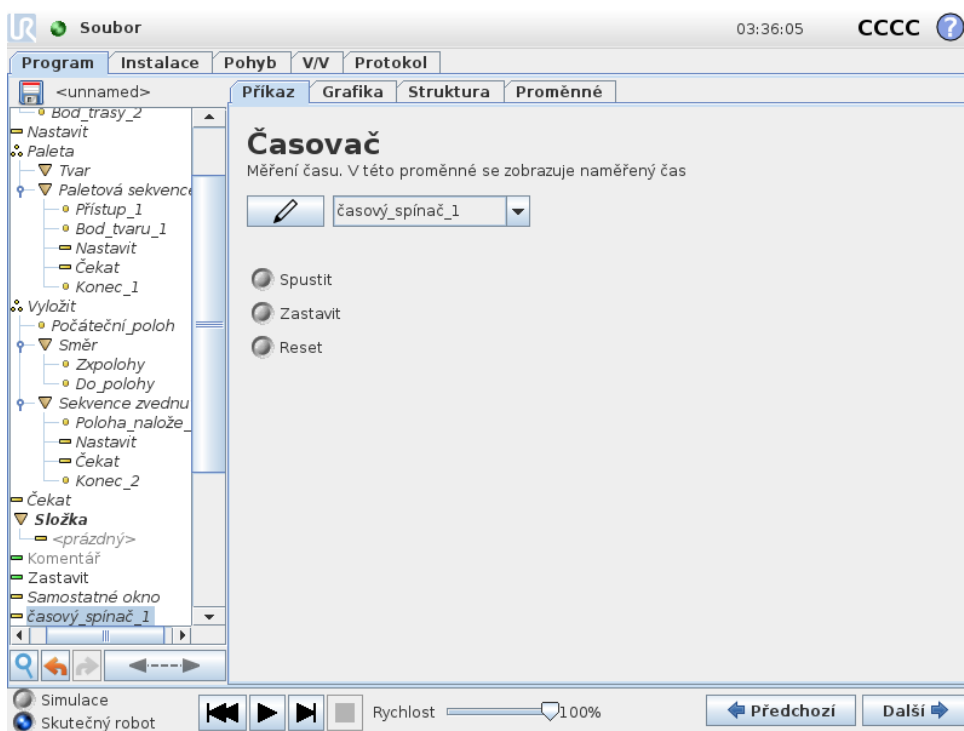 UR Soubor 03:36:05 CCCC ?
Program Instalace Pohyb V/V Protokol
<unnamed>
Příkaz Grafika Struktura Proměnné
Bod_trasy_2
Nastavit
Paleta
Tvar
Paletová sekvence
Přístup_1
Bod_tvaru_1
Nastavit
Čekat
Konec_1
Vyložit
Počáteční_poloh
Směr
Zxpolohy
Do_polohy
Sekvence zvednu
Poloha_nalože_
Nastavit
Čekat
Konec_2
Čekat
Složka
<prázdný>
Komentář
Zastavit
Samostatné okno
časový_spínač_1
Časovač
Měření času. V této proměnné se zobrazuje naměřený čas
časový_spínač_1
Spustit
Zastavit
Reset
Simulace
Skutečný robot
Rychlost 100%
Předchozí Další